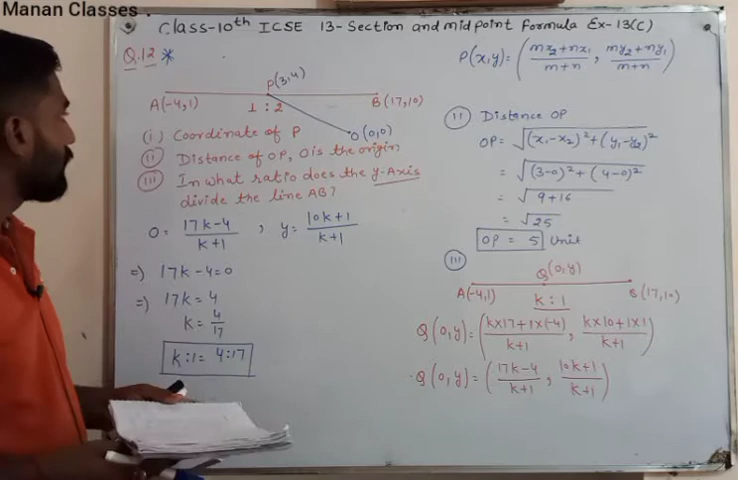 Manan Classes .
Class-10th ICSE 13-Section and midpoint Formula Ex-13(C)
Q.12 *
P(3,4)
A(-4,1) 1 : 2 B(17,10)
O(0,0)
(i) Coordinate of P
(ii) Distance of OP, O is the origin
(iii) In what ratio does the y-Axis
divide the line AB?
0 = (17k-4)/(k+1) , y = (10k+1)/(k+1)
=) 17k-4=0
=) 17k = 4
k = 4/17
k:1 = 4:17
P(x,y) = ((mx₂+nx₁)/(m+n), (my₂+ny₁)/(m+n))
(ii) Distance OP
OP = √((x₁-x₂)²+(y₁-y₂)²)
= √((3-0)²+(4-0)²)
= √(9+16)
= √25
OP = 5 Unit
(iii)
Q(0,y)
A(-4,1) k : 1 B(17,10)
Q(0,y) = ((k×17+1×(-4))/(k+1), (k×10+1×1)/(k+1))
Q(0,y) = ((17k-4)/(k+1), (10k+1)/(k+1))